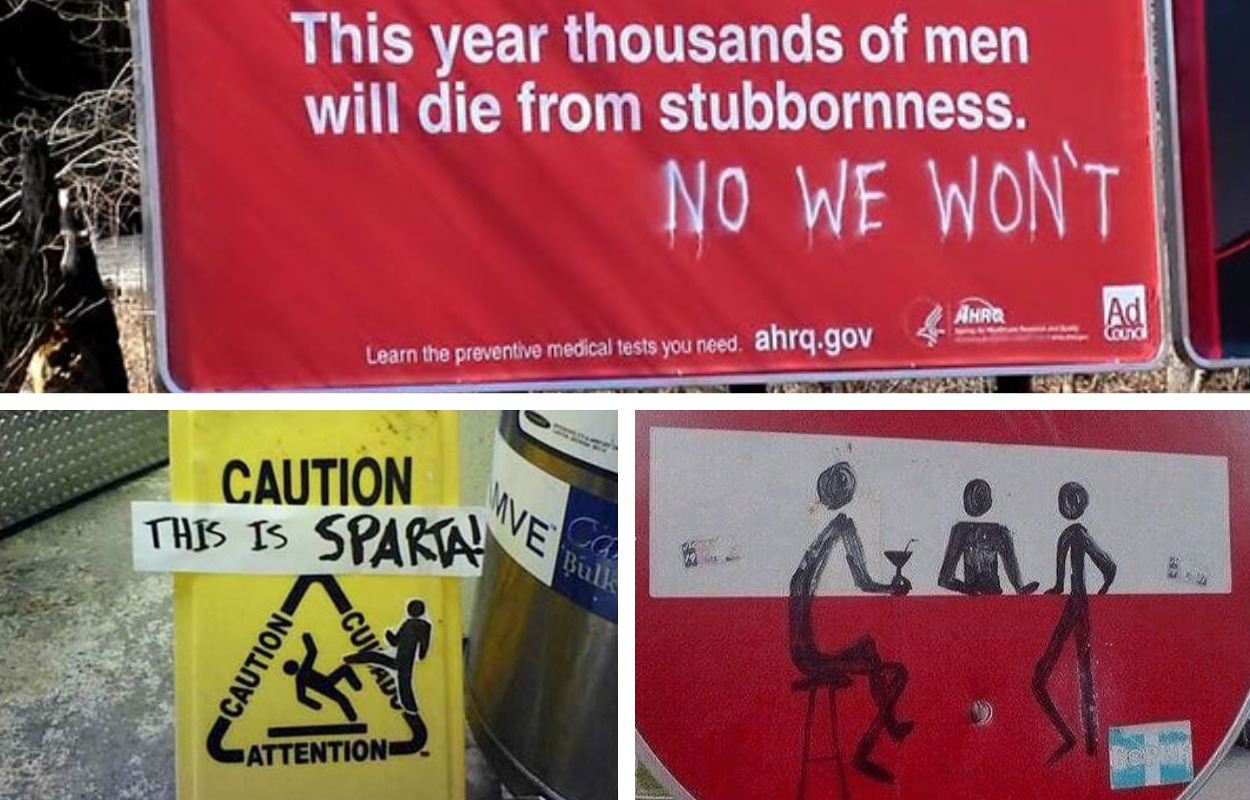 This year thousands of men
will die from stubbornness.
NO WE WON'T
Learn the preventive medical tests you need. ahrq.gov
AHRQ
Ad
Council
CAUTION
THIS IS SPARTA!
CAUTION
ATTENTION
MVE
Bulk